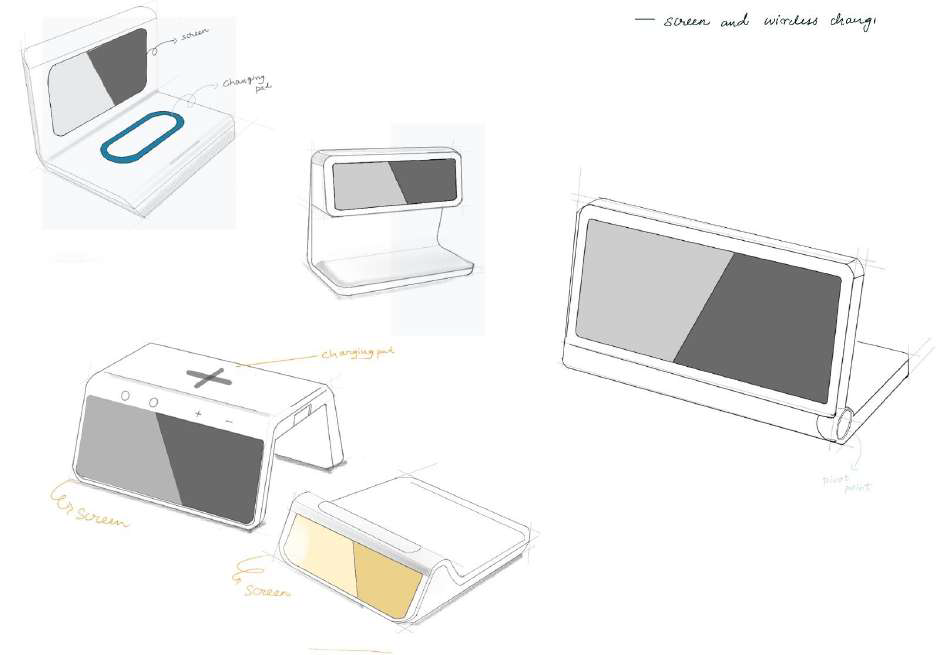 — screen and wireless chargi
screen
charging
pad
charging pad
screen
screen
pivot
point